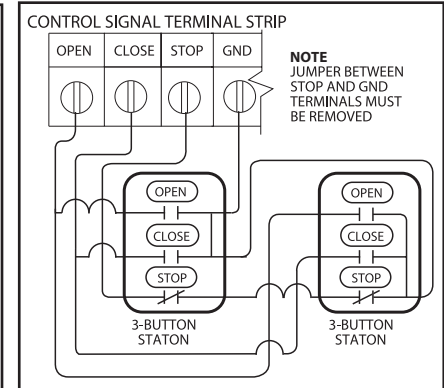 CONTROL SIGNAL TERMINAL STRIP
OPEN CLOSE STOP GND
NOTE
JUMPER BETWEEN
STOP AND GND
TERMINALS MUST
BE REMOVED
OPEN
CLOSE
STOP
3-BUTTON
STATON
OPEN
CLOSE
STOP
3-BUTTON
STATON